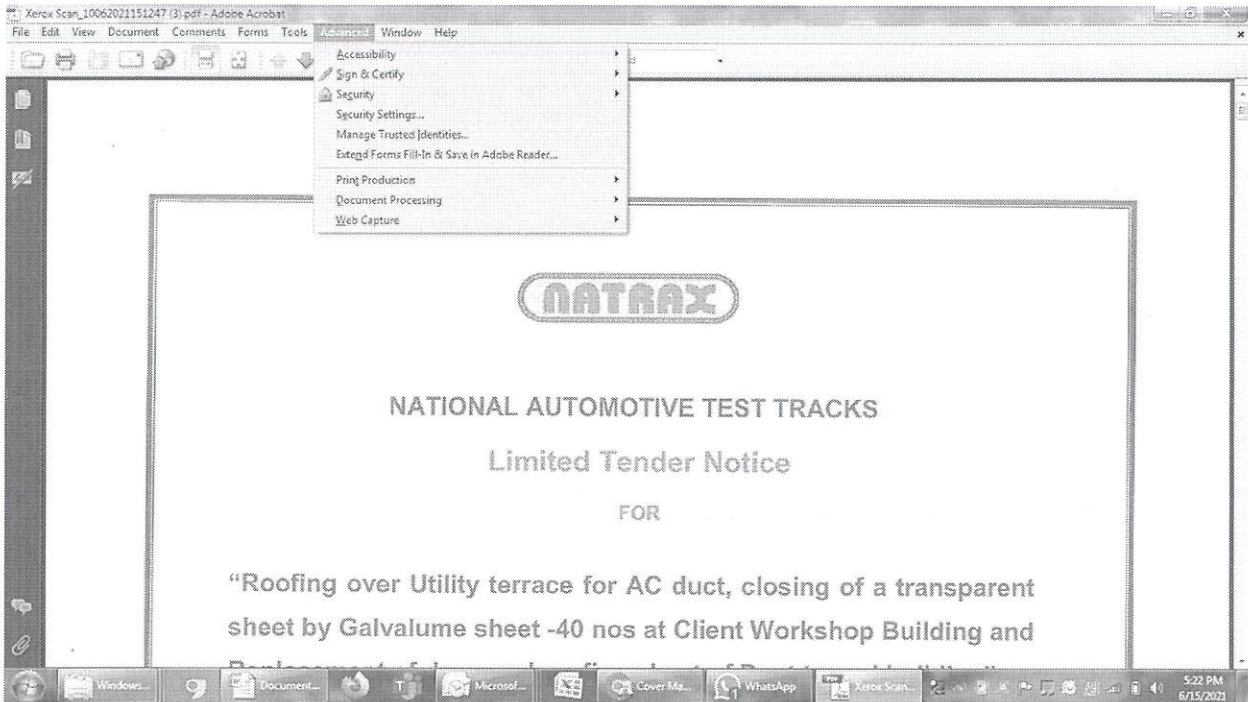 Xerox Scan_10062021151247 (3).pdf - Adobe Acrobat
File Edit View Document Comments Forms Tools Advanced Window Help
Accessibility
Sign & Certify
Security
Security Settings...
Manage Trusted Identities...
Extend Forms Fill-In & Save in Adobe Reader...
Print Production
Document Processing
Web Capture
NATRAX
NATIONAL AUTOMOTIVE TEST TRACKS
Limited Tender Notice
FOR
“Roofing over Utility terrace for AC duct, closing of a transparent
sheet by Galvalume sheet -40 nos at Client Workshop Building and
Windows... Document... Microsof... Cover Ma... WhatsApp Xerox Scan... 5:22 PM
6/15/2021